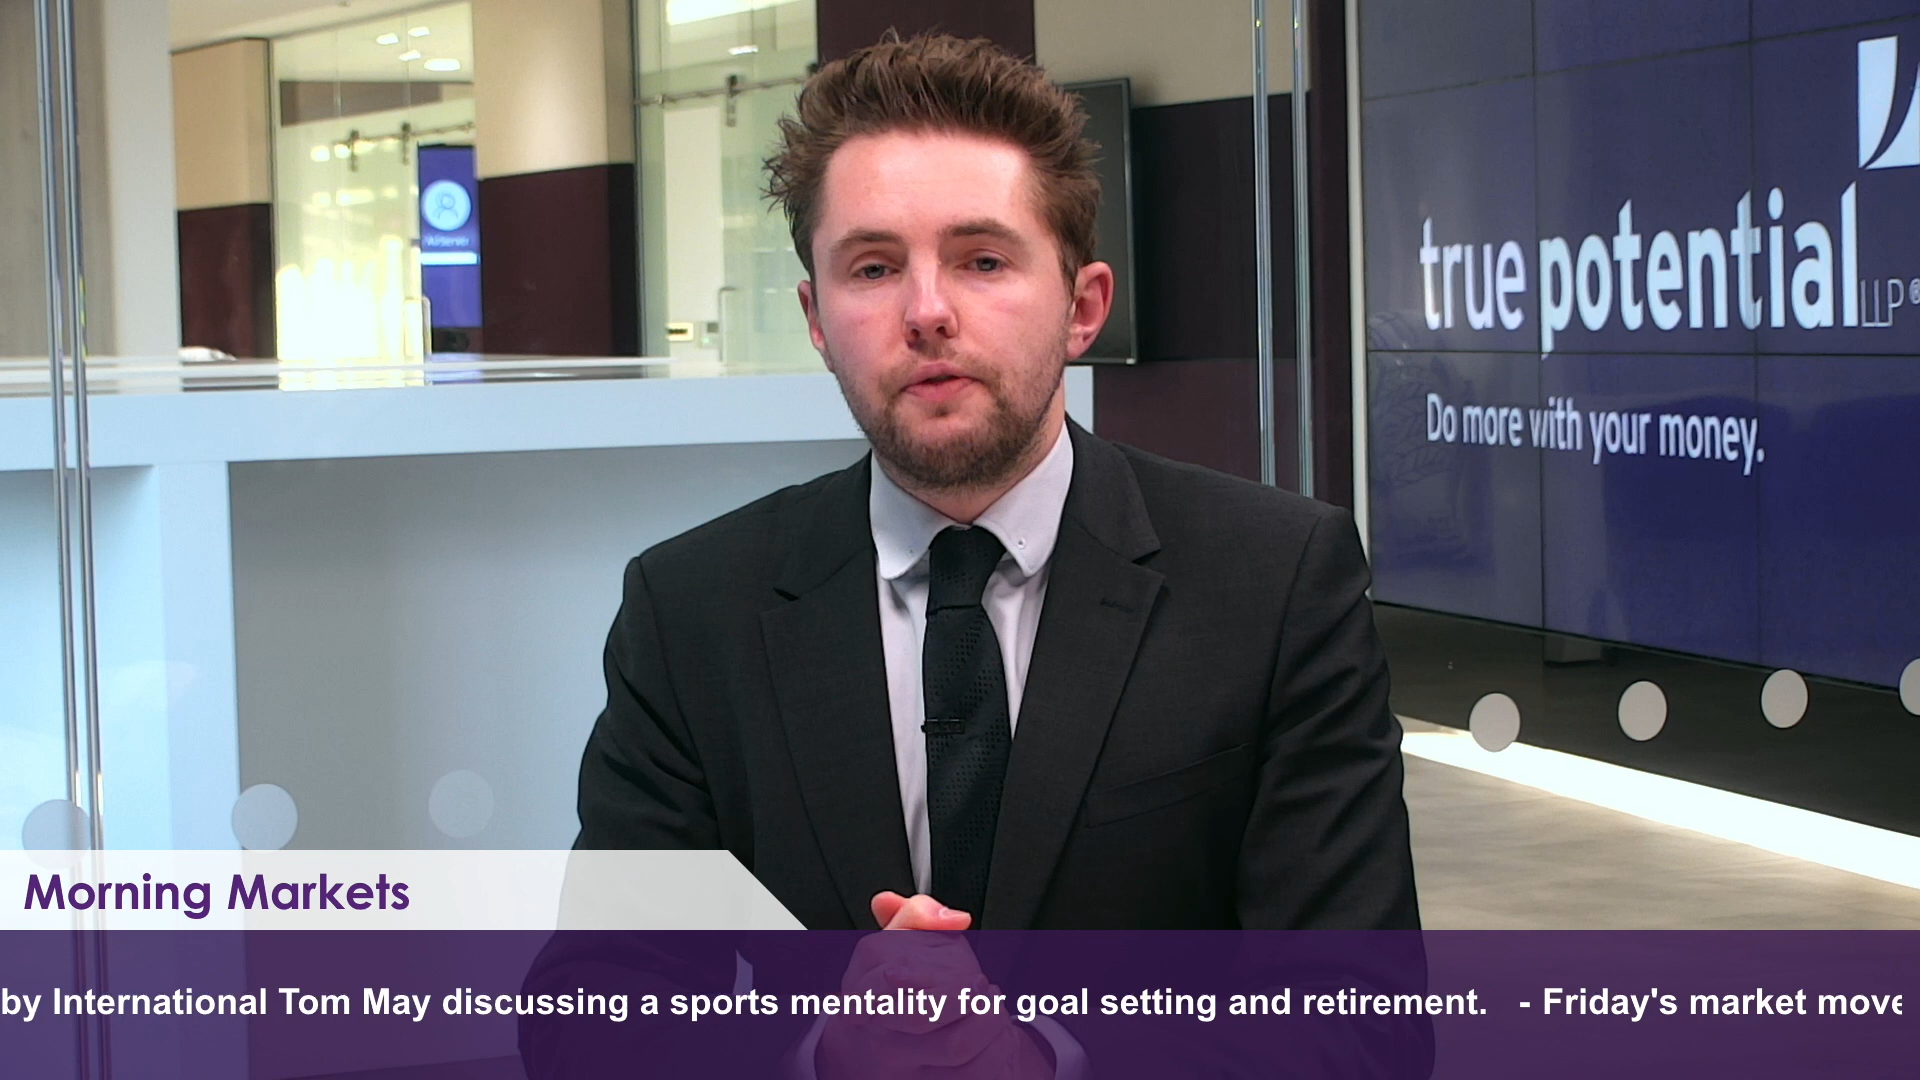 true potential LLP®
Do more with your money.
AirServer
Morning Markets
by International Tom May discussing a sports mentality for goal setting and retirement. - Friday's market move